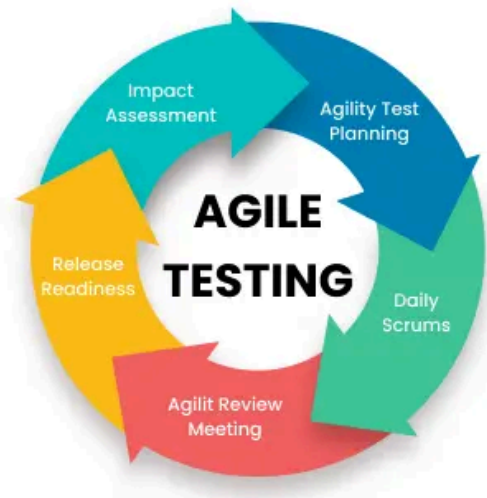 Impact
Assessment
Agility Test
Planning
AGILE
TESTING
Release
Readiness
Daily
Scrums
Agilit Review
Meeting